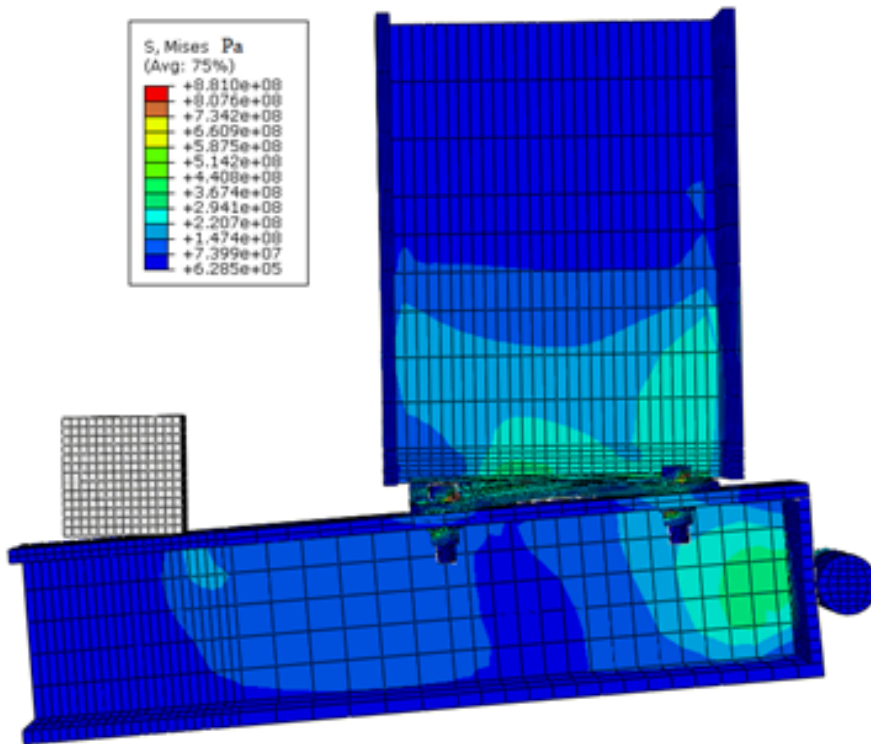 S, Mises Pa
(Avg: 75%)
+8.810e+08
+8.076e+08
+7.342e+08
+6.609e+08
+5.875e+08
+5.142e+08
+4.408e+08
+3.674e+08
+2.941e+08
+2.207e+08
+1.474e+08
+7.399e+07
+6.285e+05